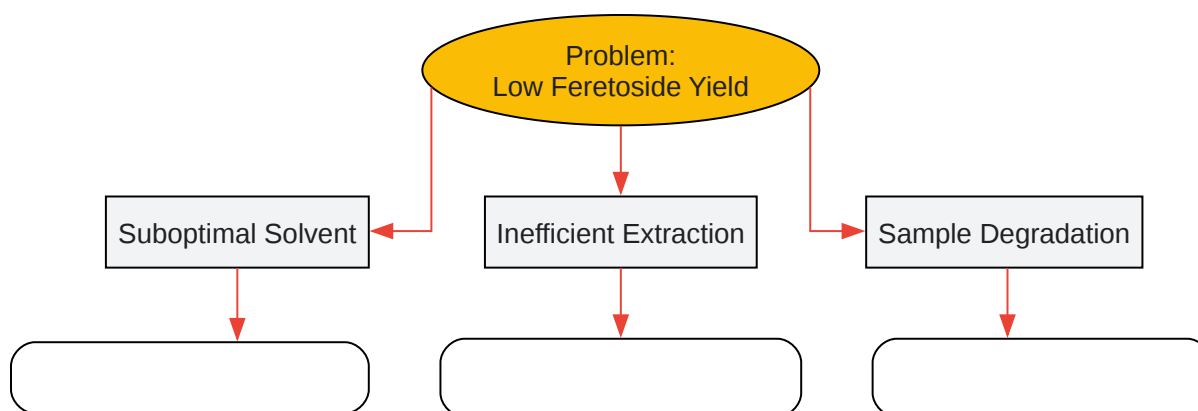 Problem:
Low Feretoside Yield
Suboptimal Solvent
Inefficient Extraction
Sample Degradation